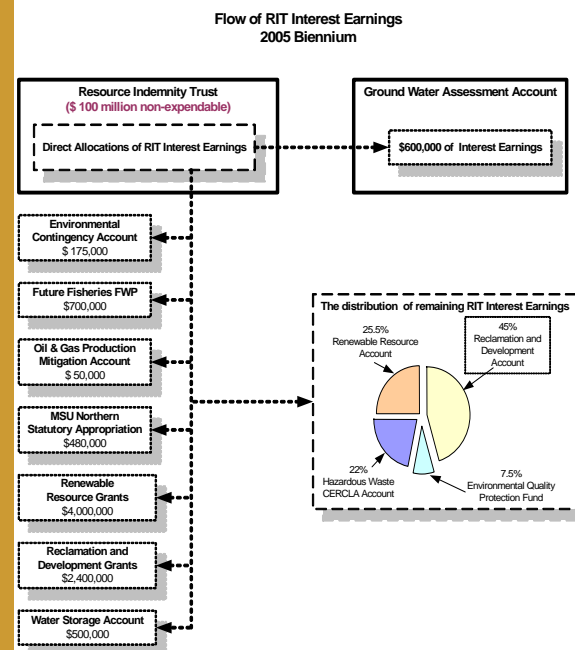 Flow of RIT Interest Earnings
2005 Biennium
Resource Indemnity Trust
($ 100 million non-expendable)
Direct Allocations of RIT Interest Earnings
Ground Water Assessment Account
$600,000 of Interest Earnings
Environmental
Contingency Account
$ 175,000
Future Fisheries FWP
$700,000
Oil & Gas Production
Mitigation Account
$ 50,000
MSU Northern
Statutory Appropriation
$480,000
Renewable
Resource Grants
$4,000,000
Reclamation and
Development Grants
$2,400,000
Water Storage Account
$500,000
The distribution of remaining RIT Interest Earnings
25.5%
Renewable Resource
Account
45%
Reclamation and
Development
Account
22%
Hazardous Waste
CERCLA Account
7.5%
Environmental Quality
Protection Fund